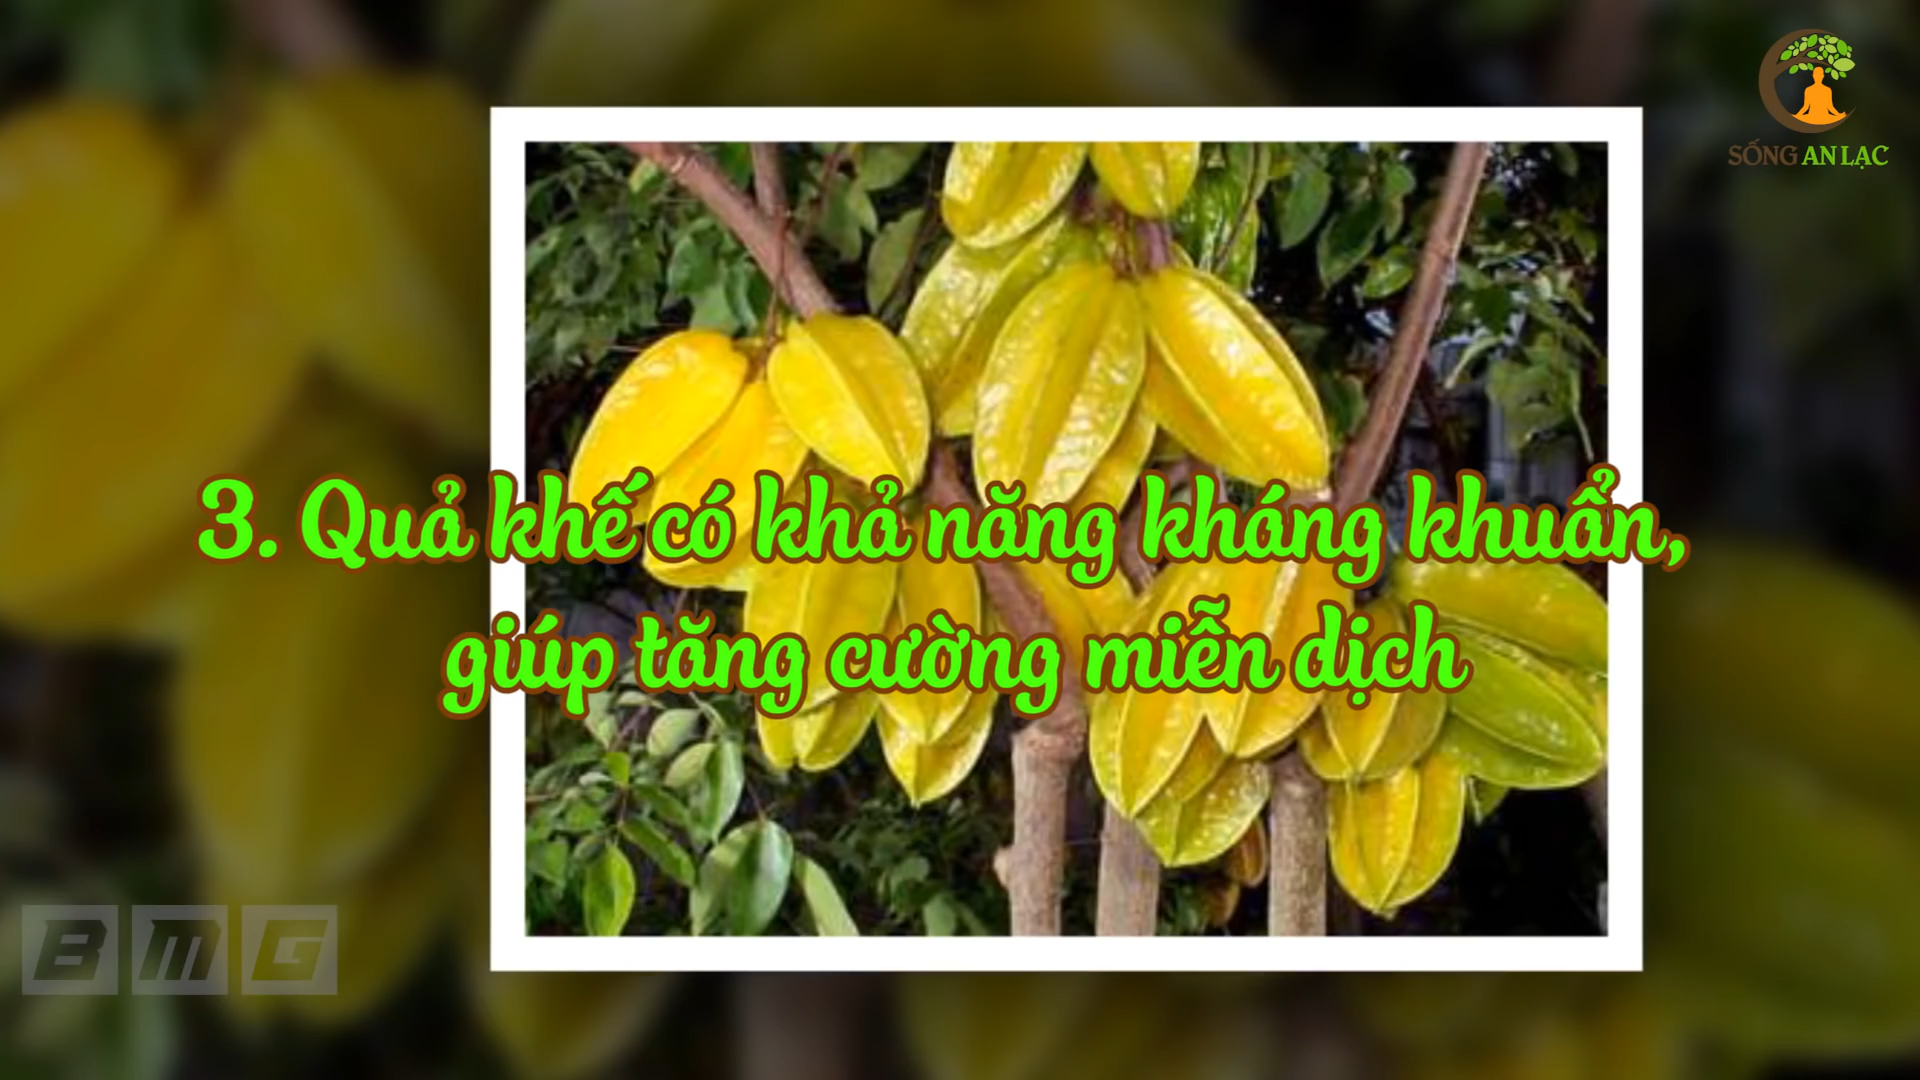 SỐNG AN LẠC
3. Quả khế có khả năng kháng khuẩn,
giúp tăng cường miễn dịch
BMG